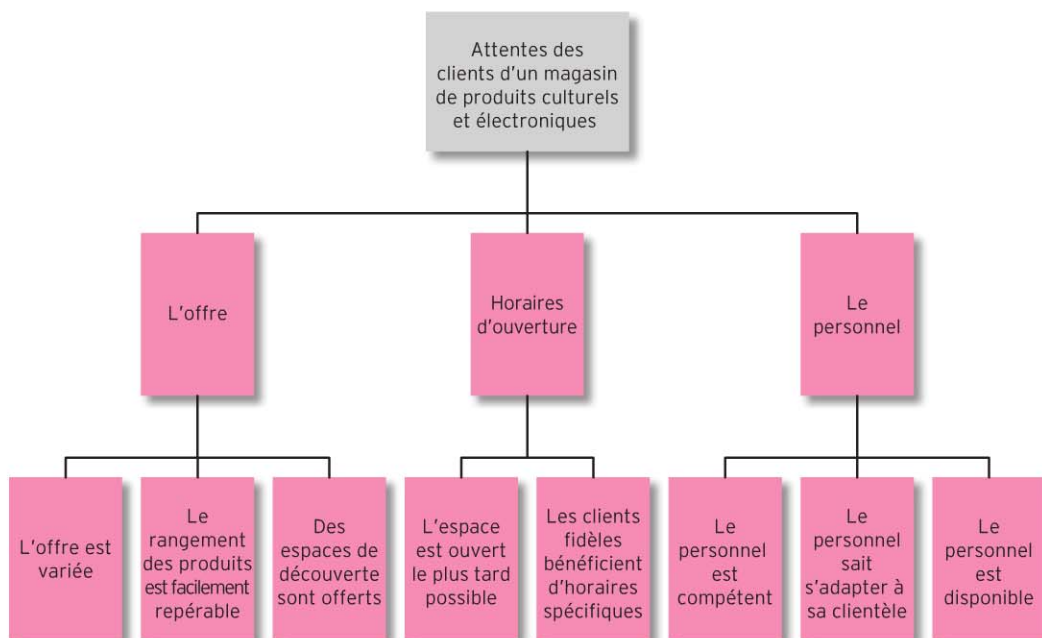 Attentes des
clients d'un magasin
de produits culturels
et électroniques
L'offre
Horaires
d'ouverture
Le
personnel
L'offre est
variée
Le
rangement
des produits
est facilement
repérable
Des
espaces de
découverte
sont offerts
L'espace
est ouvert
le plus tard
possible
Les clients
fidèles
bénéficient
d'horaires
spécifiques
Le
personnel
est
compétent
Le
personnel
sait
s'adapter à
sa clientèle
Le
personnel
est
disponible